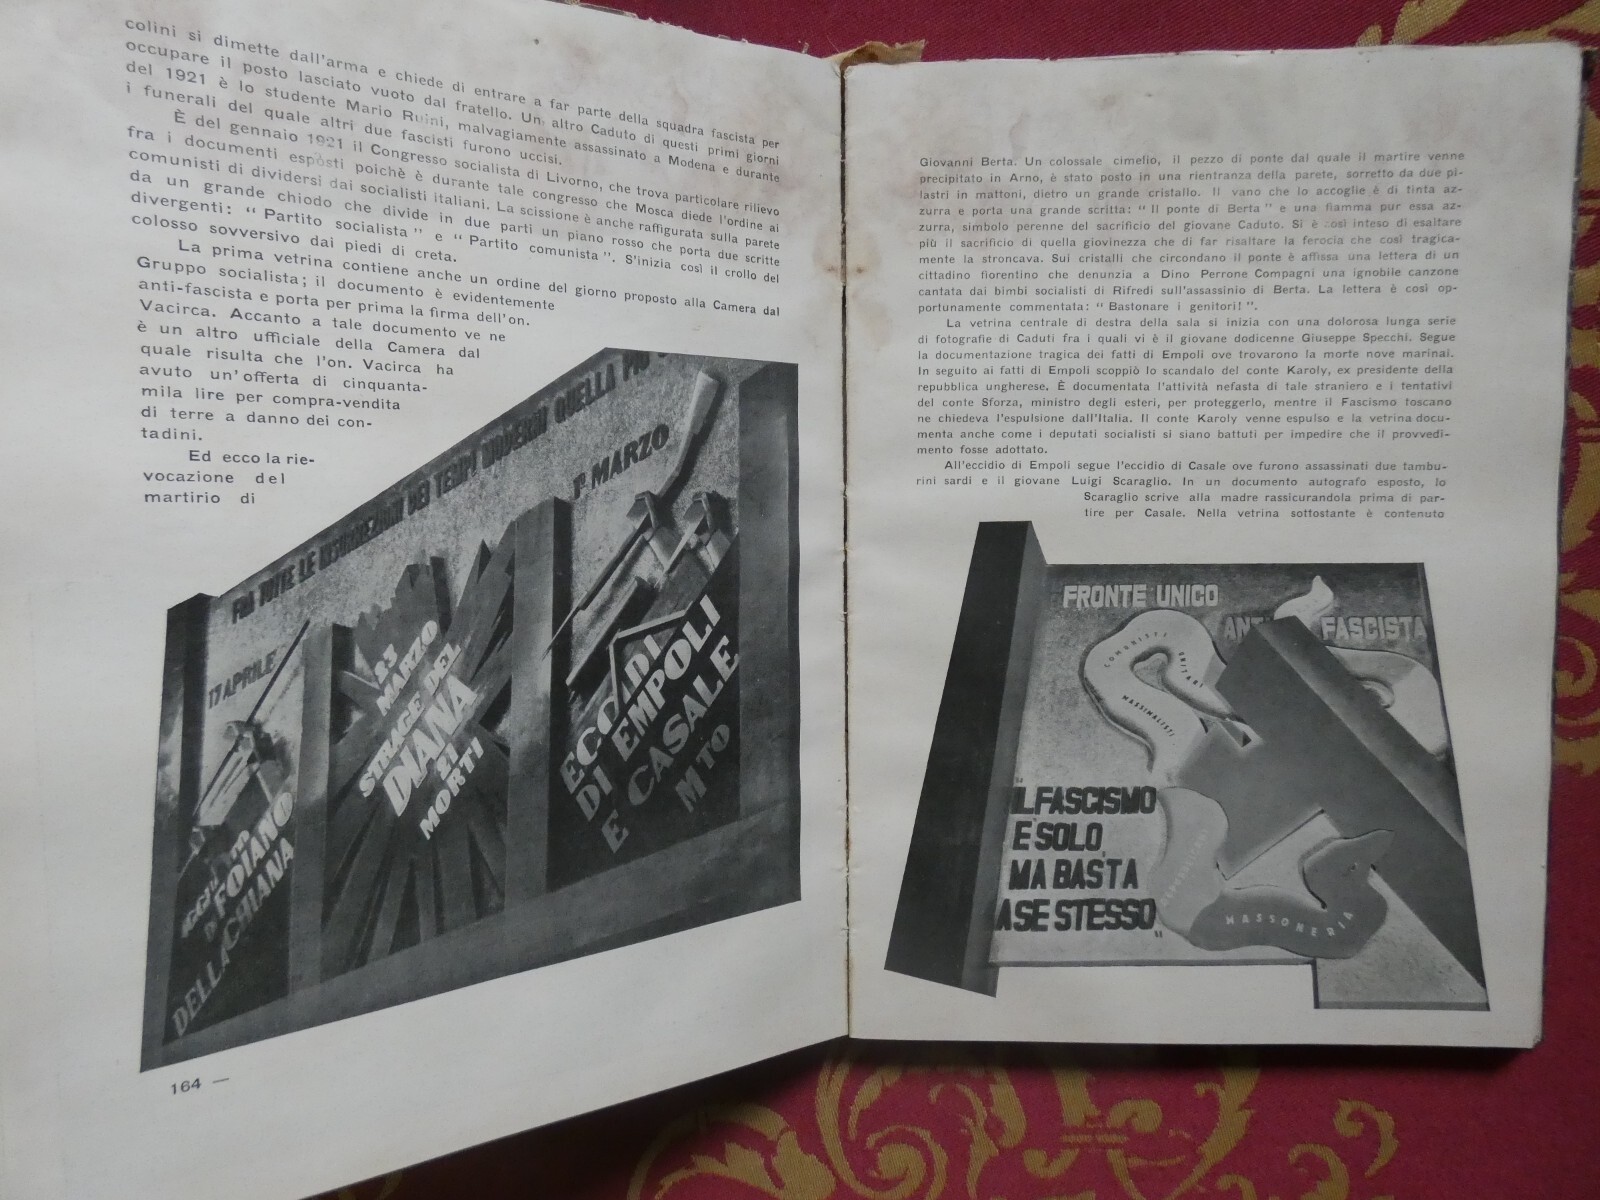 colini si dimette dall'arma e chiede di entrare a far parte della squadra fascista per
occupare il posto lasciato vuoto dal fratello. Un altro Caduto di questi primi giorni
del 1921 è lo studente Mario Ruini, malvagiamente assassinato a Modena e durante
i funerali del quale altri due fascisti furono uccisi.
È del gennaio 1921 il Congresso socialista di Livorno, che trova particolare rilievo
fra i documenti esposti poichè è durante tale congresso che Mosca diede l'ordine ai
comunisti di dividersi dai socialisti italiani. La scissione è anche raffigurata sulla parete
da un grande chiodo che divide in due parti un piano rosso che porta due scritte
divergenti: " Partito socialista " e " Partito comunista ". S'inizia così il crollo del
colosso sovversivo dai piedi di creta.
La prima vetrina contiene anche un ordine del giorno proposto alla Camera dal
Gruppo socialista; il documento è evidentemente
anti-fascista e porta per prima la firma dell'on.
Vacirca. Accanto a tale documento ve ne
è un altro ufficiale della Camera dal
quale risulta che l'on. Vacirca ha
avuto un'offerta di cinquanta-
mila lire per compra-vendita
di terre a danno dei con-
tadini.
Ed ecco la rie-
vocazione del
martirio di
FRA TUTTE LE INSURREZIONI DEI TEMPI MODERNI QUELLA PIÙ
17 APRILE
DI FOIANO
DELLA CHIANA
23
MARZO
STRAGE DEL
DIANA
21
MORTI
1º MARZO
ECCIDI
DI EMPOLI
E CASALE
M TO
164 —
Giovanni Berta. Un colossale cimelio, il pezzo di ponte dal quale il martire venne
precipitato in Arno, è stato posto in una rientranza della parete, sorretto da due pi-
lastri in mattoni, dietro un grande cristallo. Il vano che lo accoglie è di tinta az-
zurra e porta una grande scritta: " Il ponte di Berta " e una fiamma pur essa az-
zurra, simbolo perenne del sacrificio del giovane Caduto. Si è così inteso di esaltare
più il sacrificio di quella giovinezza che di far risaltare la ferocia che così tragica-
mente la stroncava. Sui cristalli che circondano il ponte è affissa una lettera di un
cittadino fiorentino che denunzia a Dino Perrone Compagni una ignobile canzone
cantata dai bimbi socialisti di Rifredi sull'assassinio di Berta. La lettera è così op-
portunamente commentata: " Bastonare i genitori! ".
La vetrina centrale di destra della sala si inizia con una dolorosa lunga serie
di fotografie di Caduti fra i quali vi è il giovane dodicenne Giuseppe Specchi. Segue
la documentazione tragica dei fatti di Empoli ove trovarono la morte nove marinai.
In seguito ai fatti di Empoli scoppiò lo scandalo del conte Karoly, ex presidente della
repubblica ungherese. È documentata l'attività nefasta di tale straniero e i tentativi
del conte Sforza, ministro degli esteri, per proteggerlo, mentre il Fascismo toscano
ne chiedeva l'espulsione dall'Italia. Il conte Karoly venne espulso e la vetrina docu-
menta anche come i deputati socialisti si siano battuti per impedire che il provvedi-
mento fosse adottato.
All'eccidio di Empoli segue l'eccidio di Casale ove furono assassinati due tambu-
rini sardi e il giovane Luigi Scaraglio. In un documento autografo esposto, lo
Scaraglio scrive alla madre rassicurandola prima di par-
tire per Casale. Nella vetrina sottostante è contenuto
FRONTE UNICO
ANTI FASCISTA
COMUNISTI
UNITARI
MASSIMALISTI
REPUBBLICANI
MASSONERIA
"IL FASCISMO
E' SOLO,
MA BASTA
A SE STESSO"